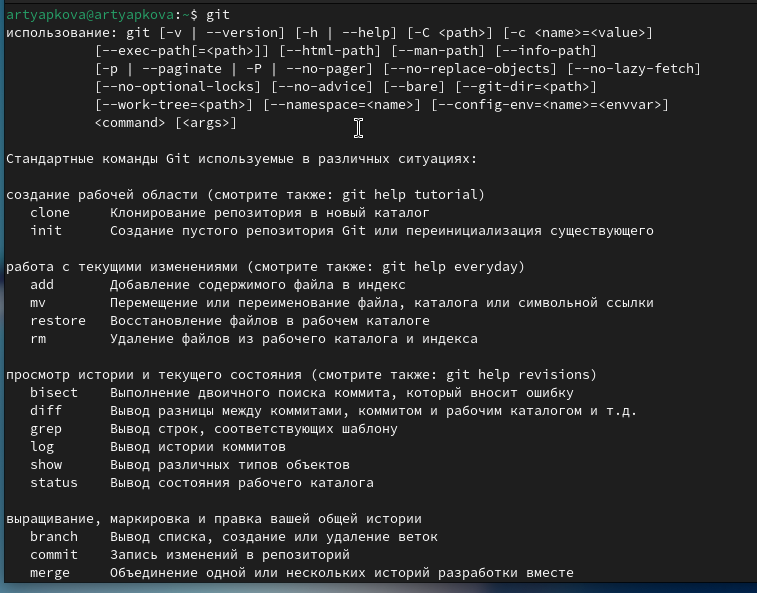 artyapkova@artyapkova:~$ git
использование: git [-v | --version] [-h | --help] [-C <path>] [-c <name>=<value>]
           [--exec-path[=<path>]] [--html-path] [--man-path] [--info-path]
           [-p | --paginate | -P | --no-pager] [--no-replace-objects] [--no-lazy-fetch]
           [--no-optional-locks] [--no-advice] [--bare] [--git-dir=<path>]
           [--work-tree=<path>] [--namespace=<name>] [--config-env=<name>=<envvar>]
           <command> [<args>]

Стандартные команды Git используемые в различных ситуациях:

создание рабочей области (смотрите также: git help tutorial)
   clone     Клонирование репозитория в новый каталог
   init      Создание пустого репозитория Git или переинициализация существующего

работа с текущими изменениями (смотрите также: git help everyday)
   add       Добавление содержимого файла в индекс
   mv        Перемещение или переименование файла, каталога или символьной ссылки
   restore   Восстановление файлов в рабочем каталоге
   rm        Удаление файлов из рабочего каталога и индекса

просмотр истории и текущего состояния (смотрите также: git help revisions)
   bisect    Выполнение двоичного поиска коммита, который вносит ошибку
   diff      Вывод разницы между коммитами, коммитом и рабочим каталогом и т.д.
   grep      Вывод строк, соответствующих шаблону
   log       Вывод истории коммитов
   show      Вывод различных типов объектов
   status    Вывод состояния рабочего каталога

выращивание, маркировка и правка вашей общей истории
   branch    Вывод списка, создание или удаление веток
   commit    Запись изменений в репозиторий
   merge     Объединение одной или нескольких историй разработки вместе